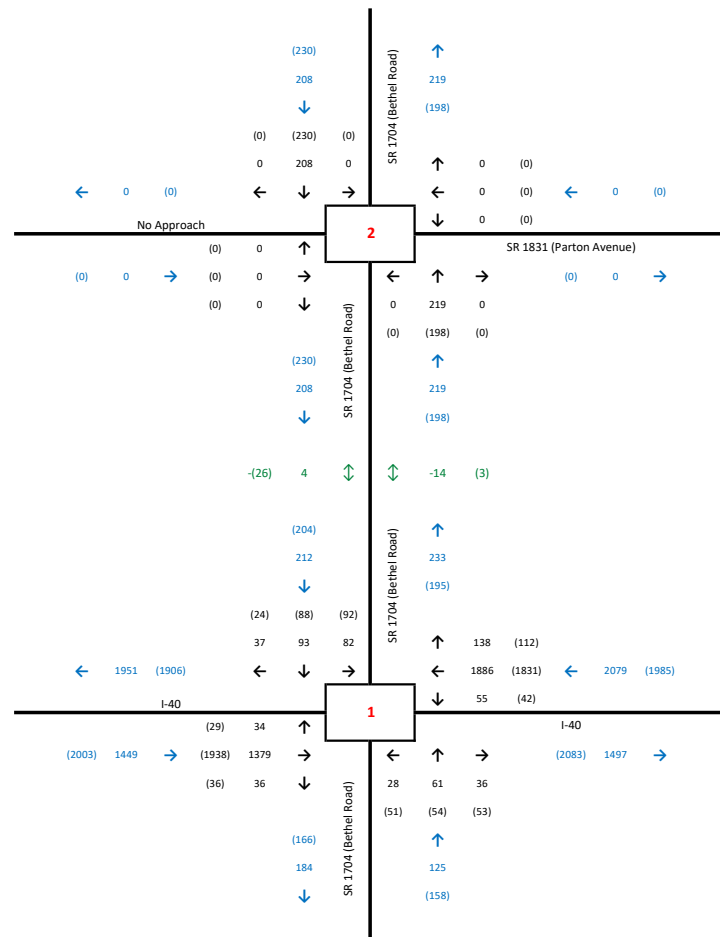 (230) ↑
208 219
↓ (198)
SR 1704 (Bethel Road)
(0) (230) (0)
0 208 0 ↑ 0 (0)
← 0 (0) ← ↓ → ← 0 (0) ← 0 (0)
↓ 0 (0)
No Approach 2
(0) 0 ↑ SR 1831 (Parton Avenue)
(0) 0 → (0) 0 → ← ↑ → (0) 0 →
(0) 0 ↓ 0 219 0
(0) (198) (0)
SR 1704 (Bethel Road)
(230) ↑
208 219
↓ (198)
-(26) 4 ↕ ↕ -14 (3)
(204) ↑
212 233
↓ (195)
SR 1704 (Bethel Road)
(24) (88) (92)
37 93 82 ↑ 138 (112)
← 1951 (1906) ← ↓ → ← 1886 (1831) ← 2079 (1985)
↓ 55 (42)
I-40 1
(29) 34 ↑ I-40
(2003) 1449 → (1938) 1379 → ← ↑ → (2083) 1497 →
(36) 36 ↓ 28 61 36
(51) (54) (53)
SR 1704 (Bethel Road)
(166) ↑
184 125
↓ (158)